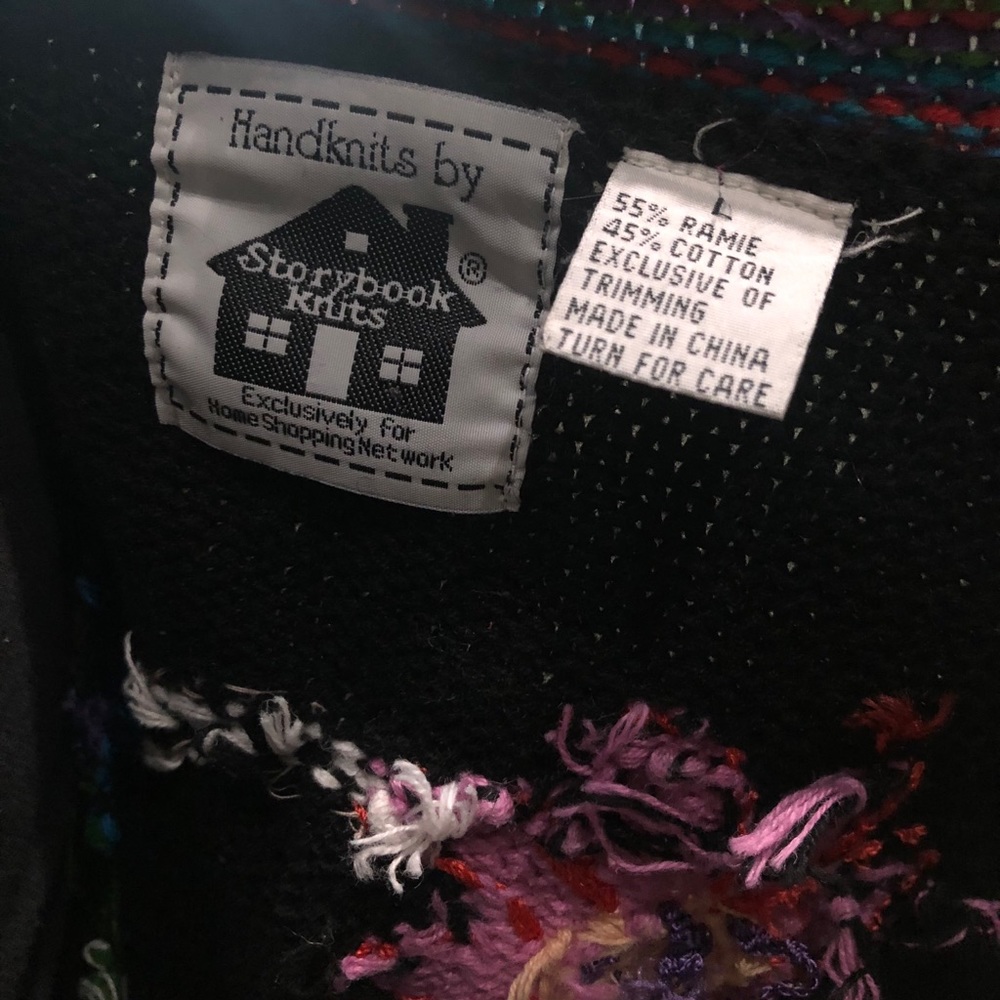 Handknits by
Storybook
knits
®
Exclusively for
Home Shopping Network
L
55% RAMIE
45% COTTON
EXCLUSIVE OF
TRIMMING
MADE IN CHINA
TURN FOR CARE